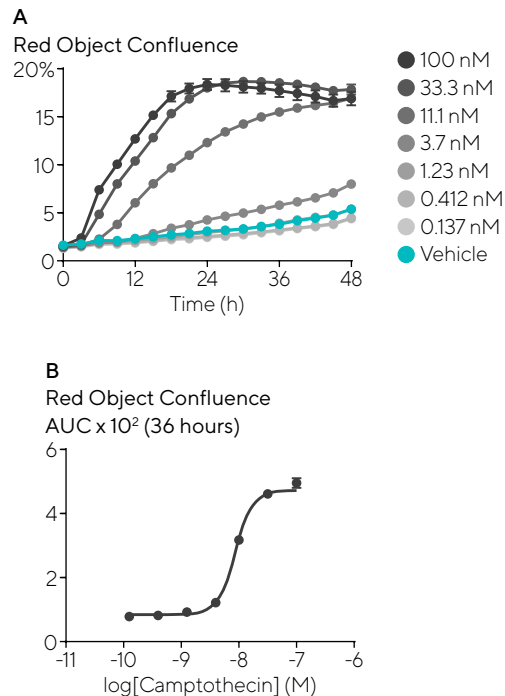 A
Red Object Confluence
20%
15
10
5
0
0 12 24 36 48
Time (h)
100 nM
33.3 nM
11.1 nM
3.7 nM
1.23 nM
0.412 nM
0.137 nM
Vehicle
B
Red Object Confluence
AUC x 10² (36 hours)
6
4
2
0
-11 -10 -9 -8 -7 -6
log[Camptothecin] (M)